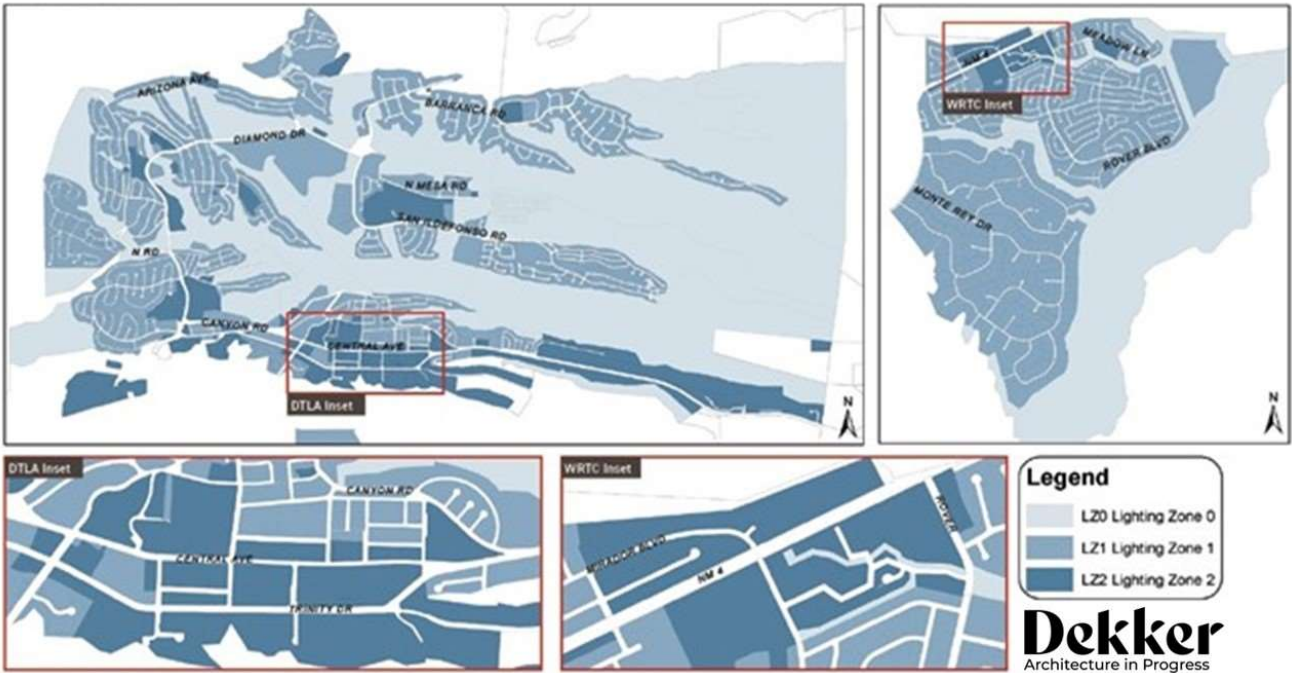 ARIZONA AVE
BARRANCA RD
DIAMOND DR
N MESA RD
SAN ILDEFONSO RD
N RD
CANYON RD
CENTRAL AVE
DTLA Inset
N
NM 4
MEADOW LN
WRTC Inset
ROVER BLVD
MONTE REY DR
N
DTLA Inset
CANYON RD
CENTRAL AVE
TRINITY DR
WRTC Inset
ROVER
MIRADOR BLVD
NM 4
Legend
LZ0 Lighting Zone 0
LZ1 Lighting Zone 1
LZ2 Lighting Zone 2
Dekker
Architecture in Progress